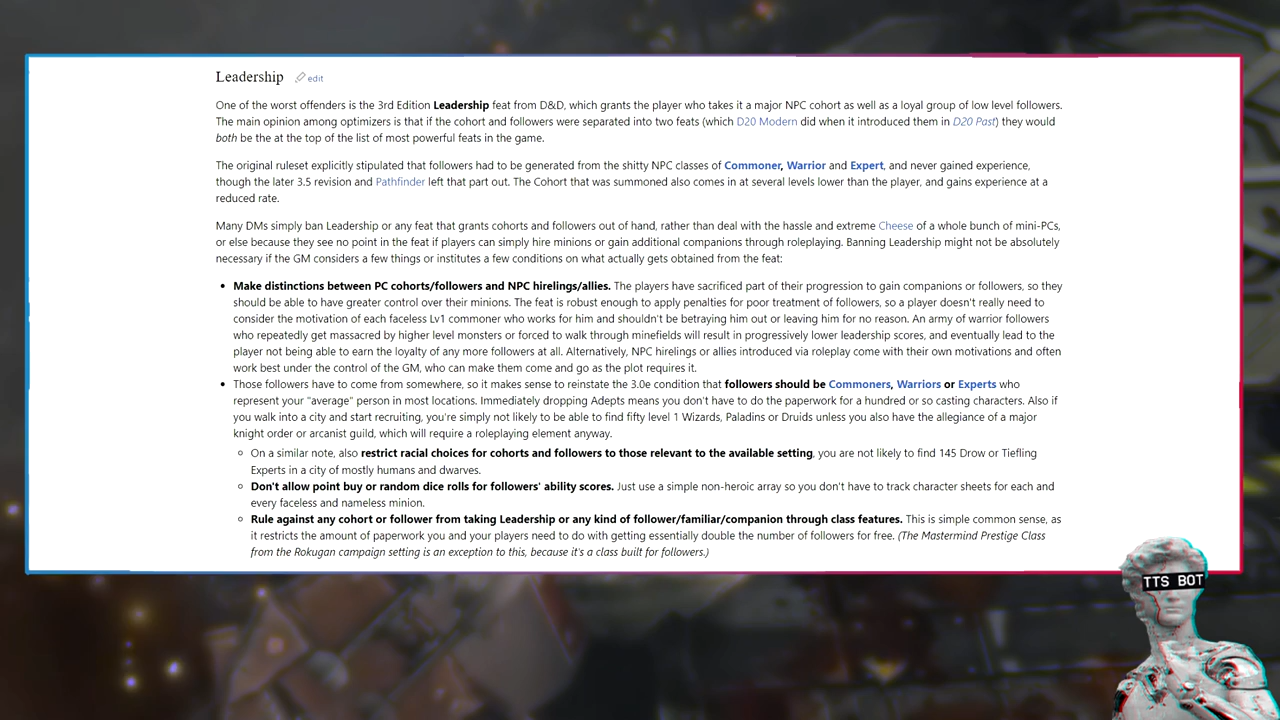 Leadership edit
One of the worst offenders is the 3rd Edition Leadership feat from D&D, which grants the player who takes it a major NPC cohort as well as a loyal group of low level followers.
The main opinion among optimizers is that if the cohort and followers were separated into two feats (which D20 Modern did when it introduced them in D20 Past) they would
both be the at the top of the list of most powerful feats in the game.
The original ruleset explicitly stipulated that followers had to be generated from the shitty NPC classes of Commoner, Warrior and Expert, and never gained experience,
though the later 3.5 revision and Pathfinder left that part out. The Cohort that was summoned also comes in at several levels lower than the player, and gains experience at a
reduced rate.
Many DMs simply ban Leadership or any feat that grants cohorts and followers out of hand, rather than deal with the hassle and extreme Cheese of a whole bunch of mini-PCs,
or else because they see no point in the feat if players can simply hire minions or gain additional companions through roleplaying. Banning Leadership might not be absolutely
necessary if the GM considers a few things or institutes a few conditions on what actually gets obtained from the feat:
• Make distinctions between PC cohorts/followers and NPC hirelings/allies. The players have sacrificed part of their progression to gain companions or followers, so they
should be able to have greater control over their minions. The feat is robust enough to apply penalties for poor treatment of followers, so a player doesn't really need to
consider the motivation of each faceless Lv1 commoner who works for him and shouldn't be betraying him out or leaving him for no reason. An army of warrior followers
who repeatedly get massacred by higher level monsters or forced to walk through minefields will result in progressively lower leadership scores, and eventually lead to the
player not being able to earn the loyalty of any more followers at all. Alternatively, NPC hirelings or allies introduced via roleplay come with their own motivations and often
work best under the control of the GM, who can make them come and go as the plot requires it.
• Those followers have to come from somewhere, so it makes sense to reinstate the 3.0e condition that followers should be Commoners, Warriors or Experts who
represent your "average" person in most locations. Immediately dropping Adepts means you don't have to do the paperwork for a hundred or so casting characters. Also if
you walk into a city and start recruiting, you're simply not likely to be able to find fifty level 1 Wizards, Paladins or Druids unless you also have the allegiance of a major
knight order or arcanist guild, which will require a roleplaying element anyway.
◦ On a similar note, also restrict racial choices for cohorts and followers to those relevant to the available setting, you are not likely to find 145 Drow or Tiefling
Experts in a city of mostly humans and dwarves.
◦ Don't allow point buy or random dice rolls for followers' ability scores. Just use a simple non-heroic array so you don't have to track character sheets for each and
every faceless and nameless minion.
◦ Rule against any cohort or follower from taking Leadership or any kind of follower/familiar/companion through class features. This is simple common sense, as
it restricts the amount of paperwork you and your players need to do with getting essentially double the number of followers for free. (The Mastermind Prestige Class
from the Rokugan campaign setting is an exception to this, because it's a class built for followers.)
TTS BOT